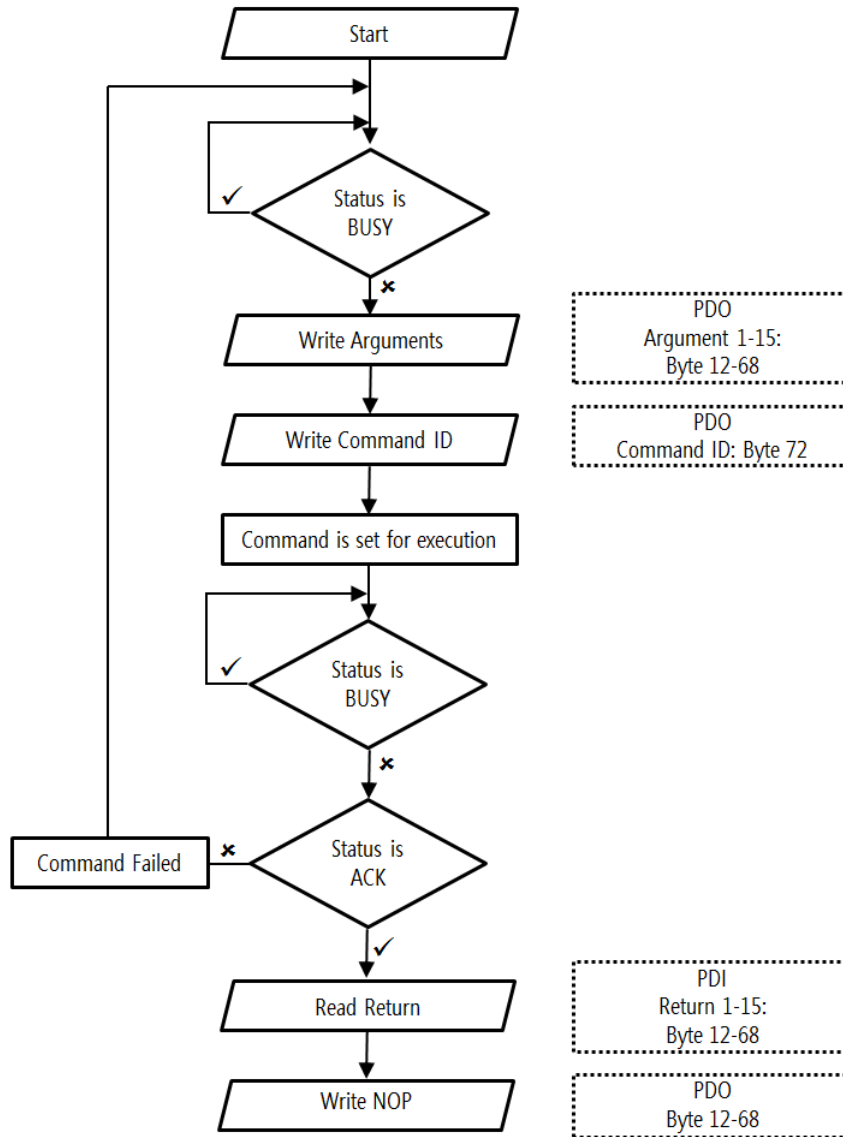 Start
Status is
BUSY
✓
✗
Write Arguments
PDO
Argument 1-15:
Byte 12-68
Write Command ID
PDO
Command ID: Byte 72
Command is set for execution
Status is
BUSY
✓
✗
Status is
ACK
✗
Command Failed
✓
Read Return
PDI
Return 1-15:
Byte 12-68
Write NOP
PDO
Byte 12-68